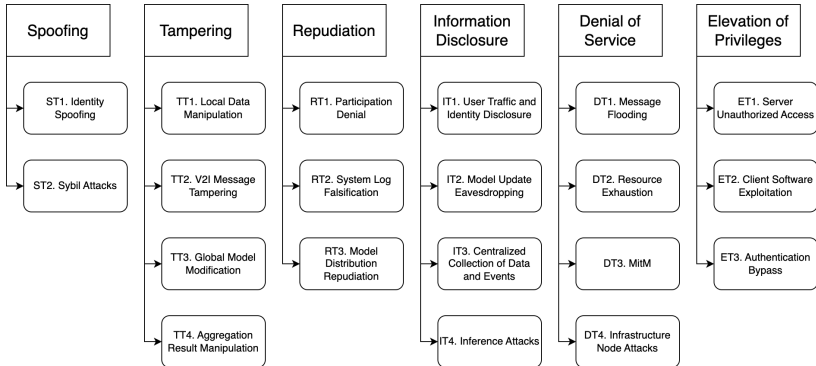 Spoofing
ST1. Identity
Spoofing
ST2. Sybil Attacks
Tampering
TT1. Local Data
Manipulation
TT2. V2I Message
Tampering
TT3. Global Model
Modification
TT4. Aggregation
Result Manipulation
Repudiation
RT1. Participation
Denial
RT2. System Log
Falsification
RT3. Model
Distribution
Repudiation
Information
Disclosure
IT1. User Traffic and
Identity Disclosure
IT2. Model Update
Eavesdropping
IT3. Centralized
Collection of Data
and Events
IT4. Inference Attacks
Denial of
Service
DT1. Message
Flooding
DT2. Resource
Exhaustion
DT3. MitM
DT4. Infrastructure
Node Attacks
Elevation of
Privileges
ET1. Server
Unauthorized Access
ET2. Client Software
Exploitation
ET3. Authentication
Bypass